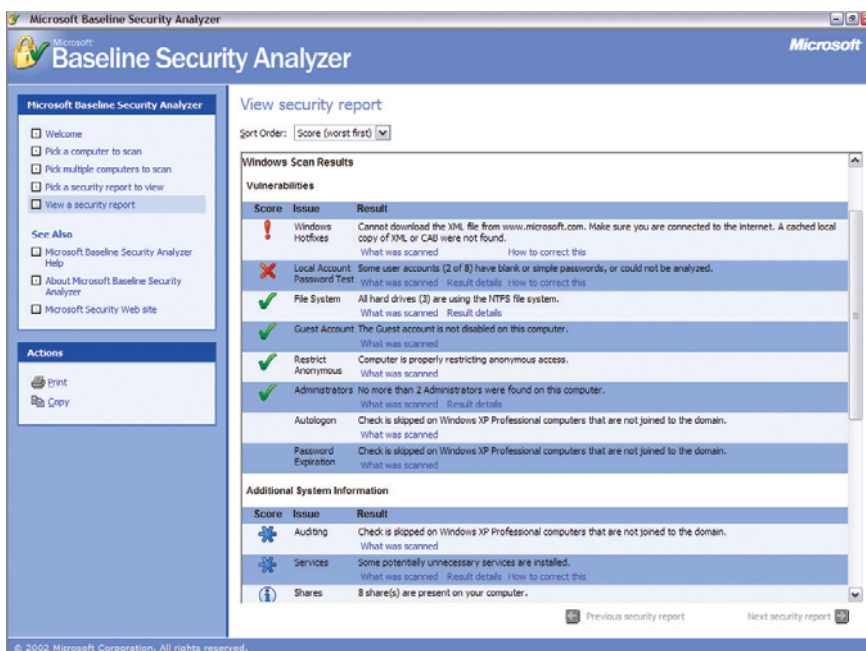 Microsoft Baseline Security Analyzer
Microsoft
Baseline Security Analyzer
Microsoft
Microsoft Baseline Security Analyzer
Welcome
Pick a computer to scan
Pick multiple computers to scan
Pick a security report to view
View a security report
See Also
Microsoft Baseline Security Analyzer
Help
About Microsoft Baseline Security
Analyzer
Microsoft Security Web site
Actions
Print
Copy
View security report
Sort Order: Score (worst first)
Windows Scan Results
Vulnerabilities
Score Issue Result
Windows Hotfixes
Cannot download the XML file from www.microsoft.com. Make sure you are connected to the internet. A cached local
copy of XML or CAB were not found.
What was scanned How to correct this
Local Account Password Test
Some user accounts (2 of 8) have blank or simple passwords, or could not be analyzed.
What was scanned Result details How to correct this
File System All hard drives (3) are using the NTFS file system.
What was scanned Result details
Guest Account The Guest account is not disabled on this computer.
What was scanned
Restrict Anonymous
Computer is properly restricting anonymous access.
What was scanned
Administrators No more than 2 Administrators were found on this computer.
What was scanned Result details
Autologon Check is skipped on Windows XP Professional computers that are not joined to the domain.
What was scanned
Password Expiration
Check is skipped on Windows XP Professional computers that are not joined to the domain.
What was scanned
Additional System Information
Score Issue Result
Auditing Check is skipped on Windows XP Professional computers that are not joined to the domain.
What was scanned
Services Some potentially unnecessary services are installed.
What was scanned Result details How to correct this
Shares 8 share(s) are present on your computer.
Previous security report Next security report
© 2002 Microsoft Corporation. All rights reserved.